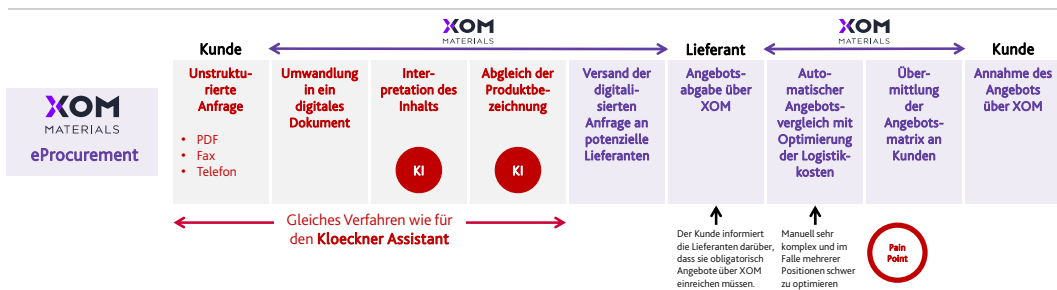 XOM
MATERIALS
XOM
MATERIALS
Kunde
Lieferant
Kunde
XOM
MATERIALS
eProcurement
Unstruktu-
rierte
Anfrage
• PDF
• Fax
• Telefon
Umwandlung
in ein
digitales
Dokument
Inter-
pretation des
Inhalts
KI
Abgleich der
Produktbe-
zeichnung
KI
Versand der
digitali-
sierten
Anfrage an
potenzielle
Lieferanten
Angebots-
abgabe über
XOM
Auto-
matischer
Angebots-
vergleich mit
Optimierung
der Logistik-
kosten
Über-
mittlung
der
Angebots-
matrix an
Kunden
Annahme des
Angebots
über XOM
Gleiches Verfahren wie für
den Kloeckner Assistant
Der Kunde informiert
die Lieferanten darüber,
dass sie obligatorisch
Angebote über XOM
einreichen müssen.
Manuell sehr
komplex und im
Falle mehrerer
Positionen schwer
zu optimieren
Pain
Point